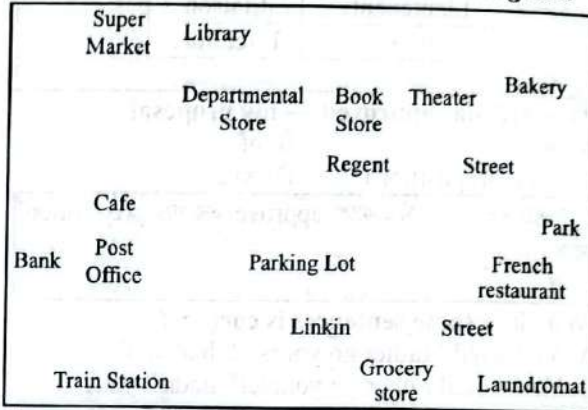 Super
Market
Library
Departmental
Store
Book
Store
Theater
Bakery
Regent Street
Cafe
Park
Bank
Post
Office
Parking Lot
French
restaurant
Linkin Street
Train Station
Grocery
store
Laundromat